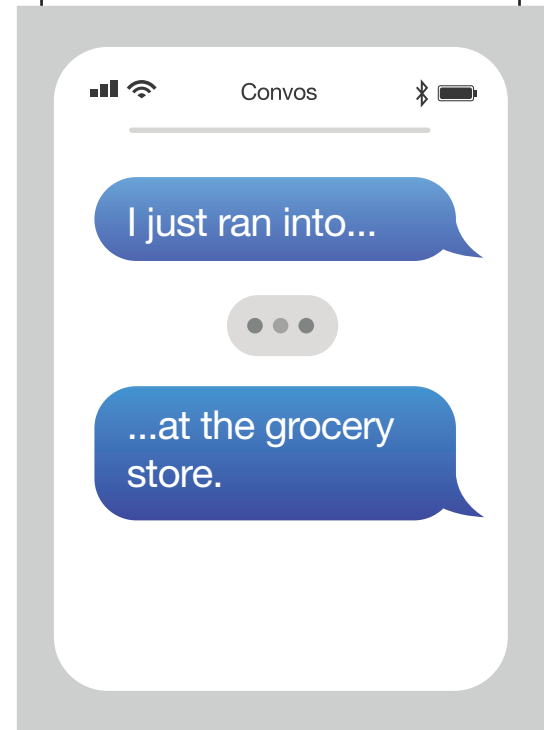 Convos
I just ran into...
...at the grocery
store.